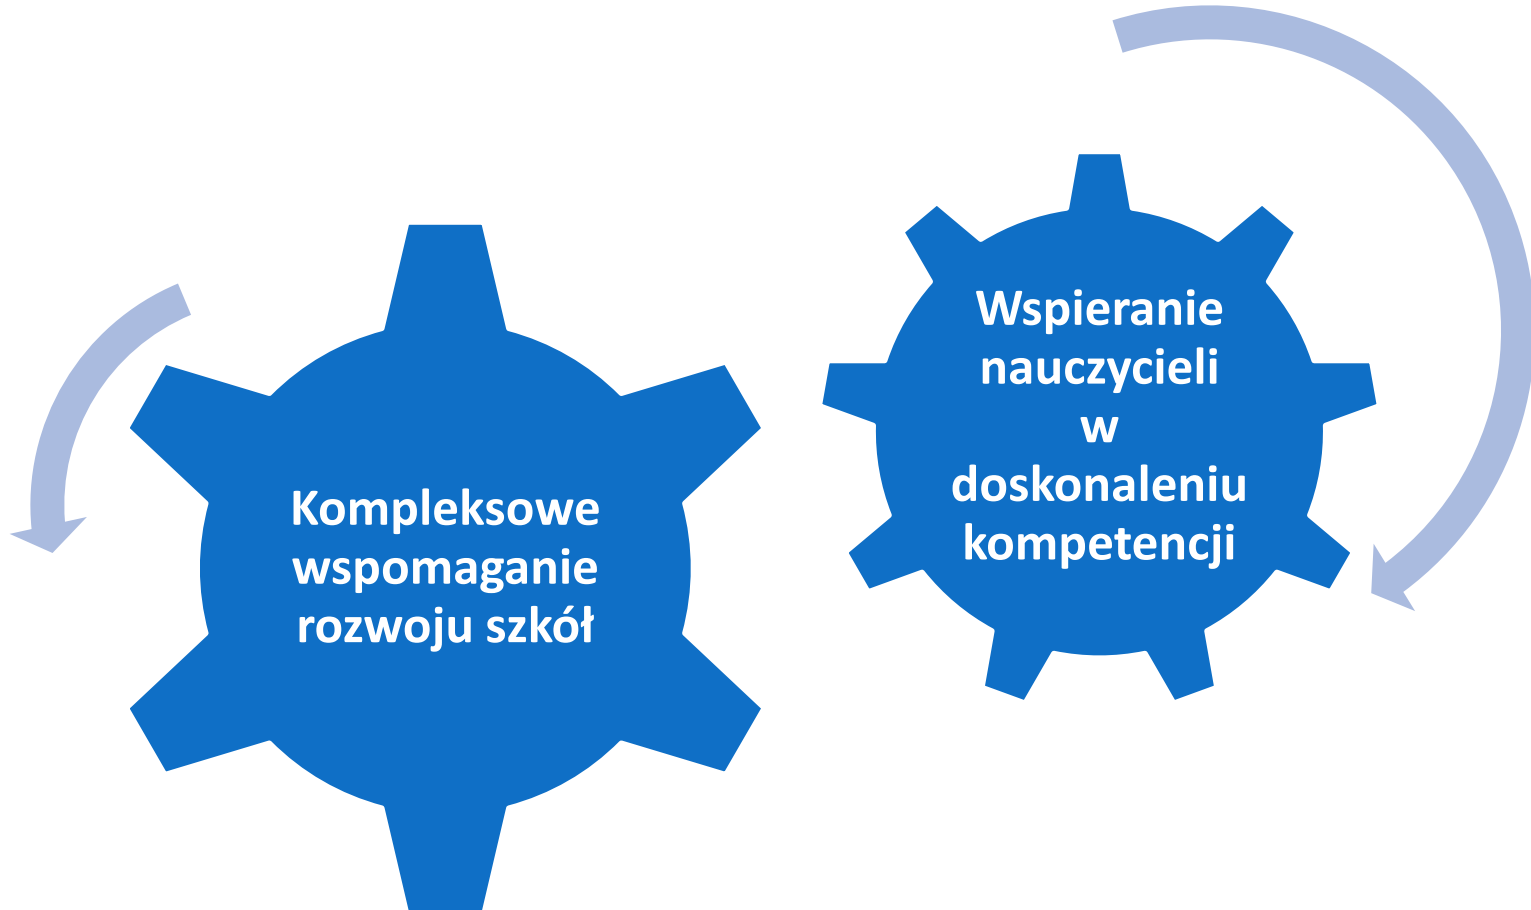 Kompleksowe
wspomaganie
rozwoju szkół
Wspieranie
nauczycieli
w
doskonaleniu
kompetencji